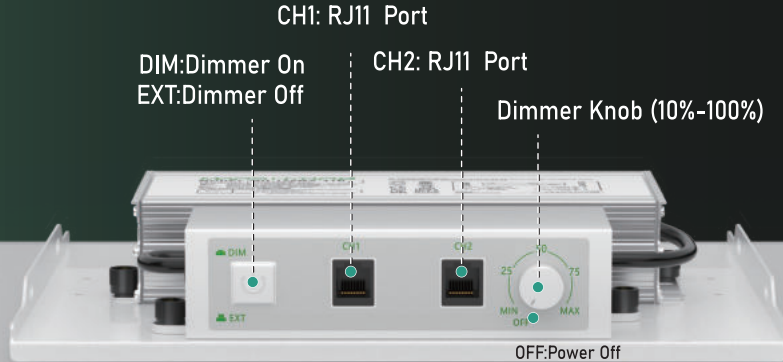 CH1: RJ11 Port
DIM:Dimmer On
EXT:Dimmer Off
CH2: RJ11 Port
Dimmer Knob (10%-100%)
DIM
CH1
CH2
50
25
75
MIN
MAX
OFF
EXT
OFF:Power Off